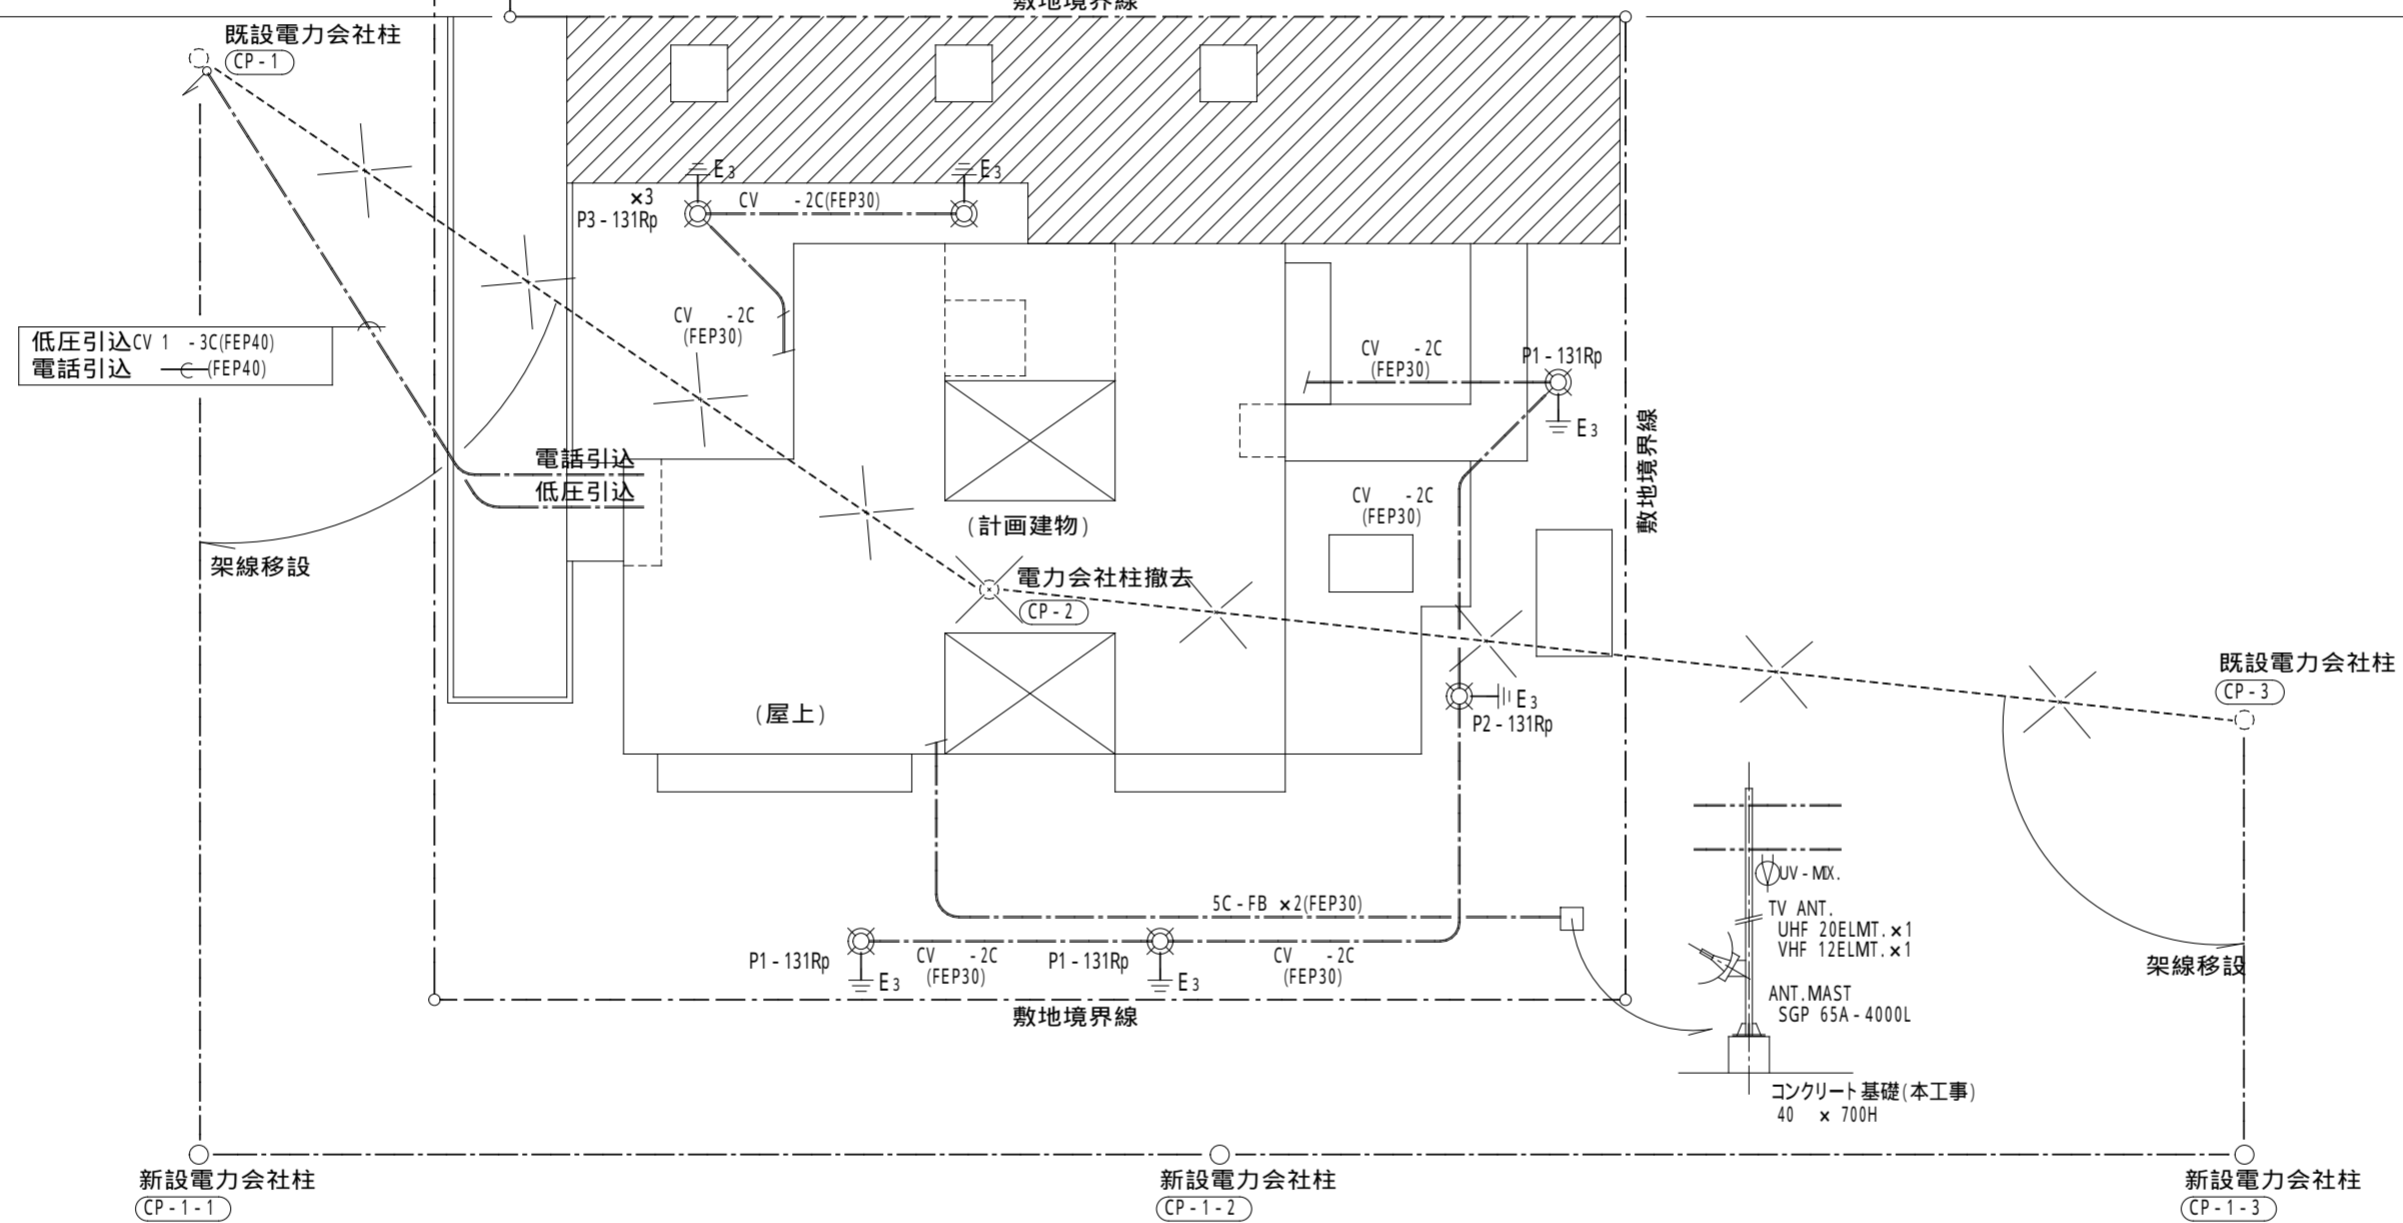 敷地境界線
既設電力会社柱
CP-1
E3
E3
×3
P3-131Rp
CV -2C(FEP30)
CV -2C
(FEP30)
低圧引込CV 1 -3C(FEP40)
電話引込 (FEP40)
CV -2C
(FEP30)
P1-131Rp
E3
敷地境界線
電話引込
低圧引込
CV -2C
(FEP30)
(計画建物)
架線移設
電力会社柱撤去
CP-2
既設電力会社柱
CP-3
(屋上)
E3
P2-131Rp
UV-MIX.
TV ANT.
UHF 20ELMT.×1
VHF 12ELMT.×1
5C-FB ×2(FEP30)
P1-131Rp
E3
CV -2C
(FEP30)
P1-131Rp
E3
CV -2C
(FEP30)
架線移設
ANT.MAST
SGP 65A-4000L
敷地境界線
コンクリート基礎(本工事)
40 × 700H
新設電力会社柱
CP-1-1
新設電力会社柱
CP-1-2
新設電力会社柱
CP-1-3